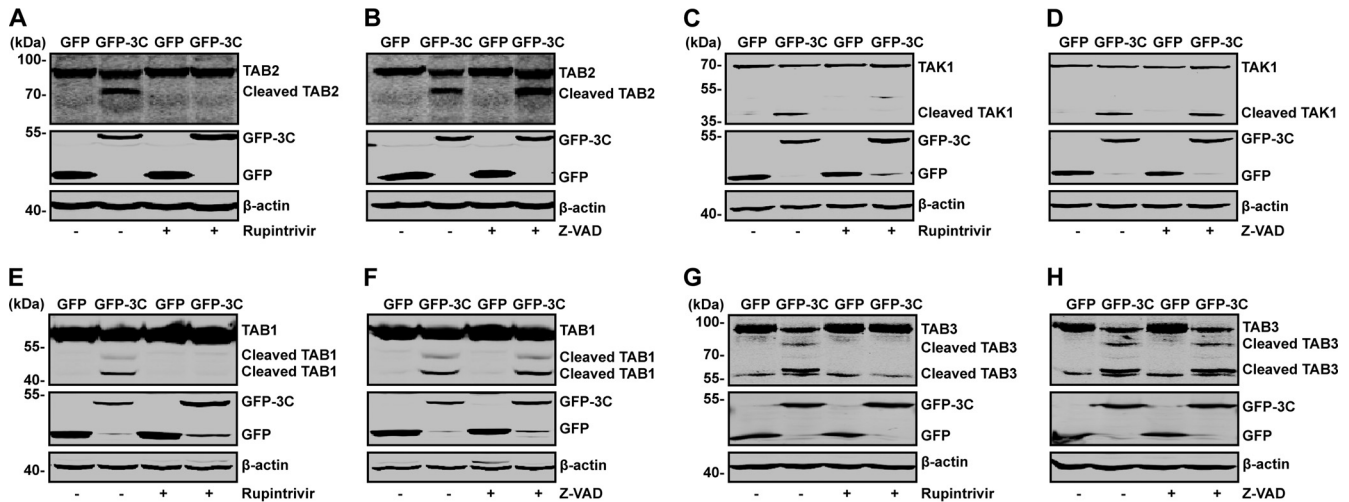 A
(kDa) GFP GFP-3C GFP GFP-3C
100-
TAB2
Cleaved TAB2
70-
55-
GFP-3C
GFP
β-actin
40-
- - + + Rupintrivir
B
GFP GFP-3C GFP GFP-3C
TAB2
Cleaved TAB2
GFP-3C
GFP
β-actin
- - + + Z-VAD
C
(kDa) GFP GFP-3C GFP GFP-3C
70-
TAK1
55-
Cleaved TAK1
35-
55-
GFP-3C
GFP
β-actin
40-
- - + + Rupintrivir
D
GFP GFP-3C GFP GFP-3C
TAK1
Cleaved TAK1
GFP-3C
GFP
β-actin
- - + + Z-VAD
E
(kDa) GFP GFP-3C GFP GFP-3C
TAB1
55-
Cleaved TAB1
Cleaved TAB1
40-
55-
GFP-3C
GFP
β-actin
40-
- - + + Rupintrivir
F
GFP GFP-3C GFP GFP-3C
TAB1
Cleaved TAB1
Cleaved TAB1
GFP-3C
GFP
β-actin
- - + + Z-VAD
G
(kDa) GFP GFP-3C GFP GFP-3C
100-
TAB3
Cleaved TAB3
70-
Cleaved TAB3
55-
55-
GFP-3C
GFP
β-actin
40-
- - + + Rupintrivir
H
GFP GFP-3C GFP GFP-3C
TAB3
Cleaved TAB3
Cleaved TAB3
GFP-3C
GFP
β-actin
- - + + Z-VAD